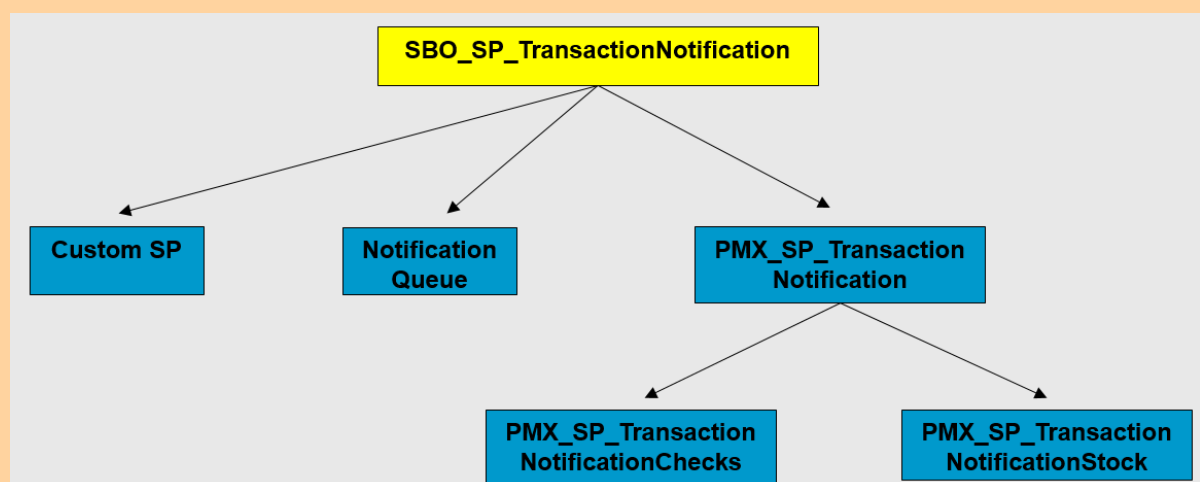 SBO_SP_TransactionNotification
Custom SP
Notification
Queue
PMX_SP_Transaction
Notification
PMX_SP_Transaction
NotificationChecks
PMX_SP_Transaction
NotificationStock